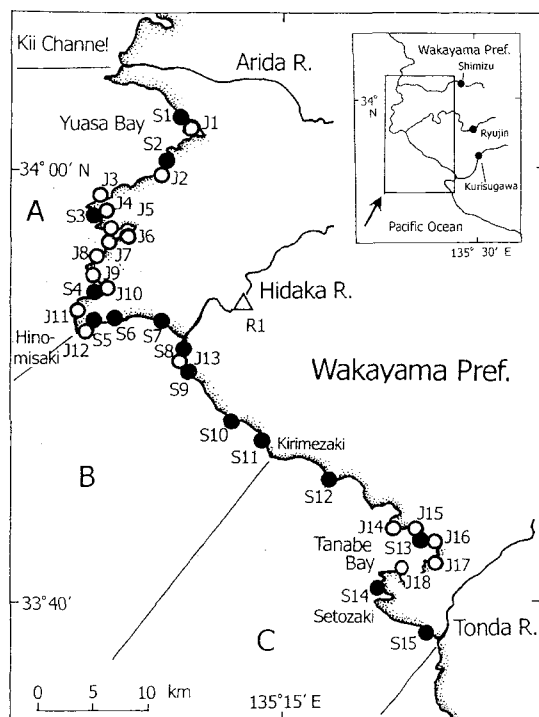 Kii Channel
Arida R.
Wakayama Pref.
Shimizu
34°
N
Ryujin
Kurisugawa
Pacific Ocean
135° 30' E
Yuasa Bay
S1
J1
S2
34° 00' N
J2
J3
A
J4
J5
S3
J6
J7
J8
J9
S4
J10
Hidaka R.
R1
J11
Hino-
misaki
J12
S5
S6
S7
S8
J13
S9
Wakayama Pref.
S10
S11
Kirimezaki
B
S12
J14
J15
S13
J16
Tanabe
Bay
J17
J18
33° 40'
S14
Setozaki
S15
Tonda R.
C
0 5 10 km
135° 15' E